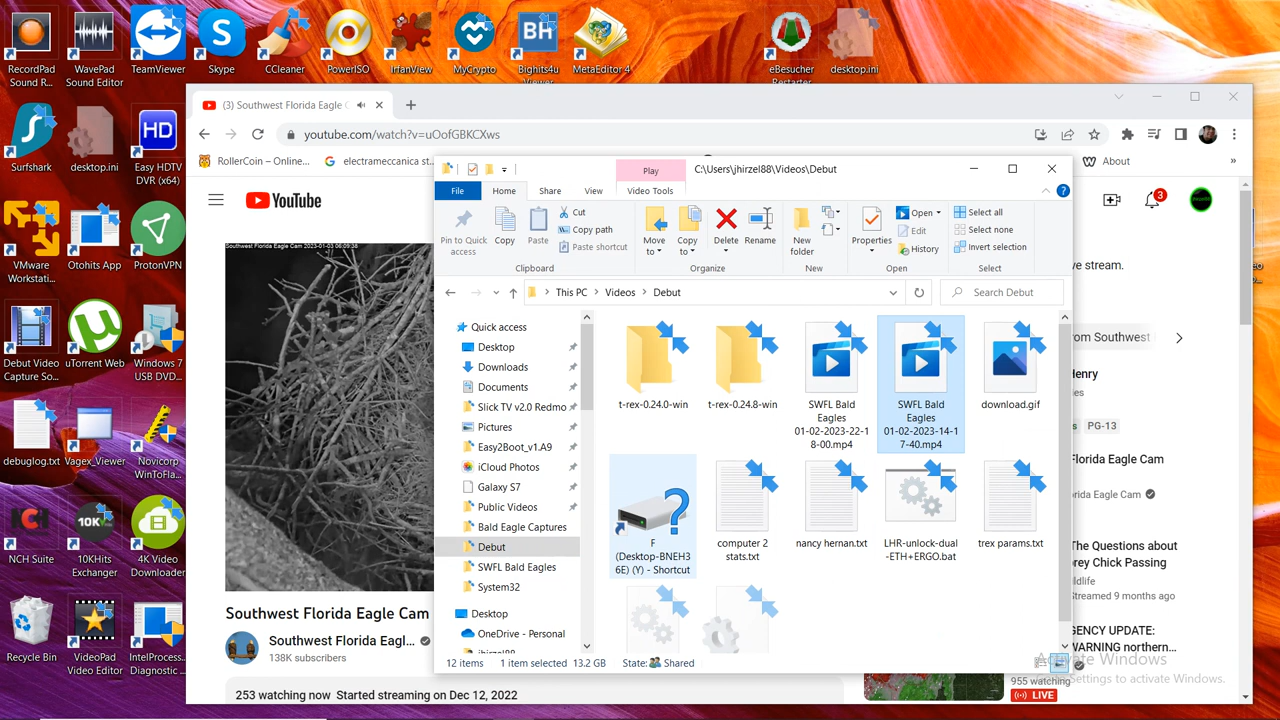 RecordPad
Sound R...
WavePad
Sound Editor
TeamViewer
Skype
CCleaner
PowerISO
IrfanView
MyCrypto
BH
Bighits4u
Viewer
MetaEditor 4
eBesucher
Restarter
desktop.ini
Surfshark
desktop.ini
HD
Easy HDTV
DVR (x64)
VMware
Workstati...
Otohits App
ProtonVPN
Debut Video
Capture So...
uTorrent Web
Windows 7
USB DVD...
debuglog.txt
Vagex_Viewer
Novicorp
WinToFla...
NCH
NCH Suite
10KH
10KHits
Exchanger
4K Video
Downloader
Recycle Bin
VideoPad
Video Editor
IntelProcess...
Diagnostic ...
(3) Southwest Florida Eagle C
youtube.com/watch?v=uOofGBKCXws
RollerCoin – Online...
electrameccanica st...
About
YouTube
3
Southwest Florida Eagle Cam 2023-01-03 06:09:38
Play
C:\Users\jhirzel88\Videos\Debut
File
Home
Share
View
Video Tools
Pin to Quick
access
Copy
Paste
Cut
Copy path
Paste shortcut
Clipboard
Move
to
Copy
to
Delete
Rename
Organize
New
folder
New
Properties
Open
Edit
History
Open
Select all
Select none
Invert selection
Select
This PC
Videos
Debut
Search Debut
Quick access
Desktop
Downloads
Documents
Slick TV v2.0 Redmo
Pictures
Easy2Boot_v1.A9
iCloud Photos
Galaxy S7
Public Videos
Bald Eagle Captures
Debut
SWFL Bald Eagles
System32
Desktop
OneDrive - Personal
jhirzel88
t-rex-0.24.0-win
t-rex-0.24.8-win
SWFL Bald
Eagles
01-02-2023-22-1
8-00.mp4
SWFL Bald
Eagles
01-02-2023-14-1
7-40.mp4
download.gif
F
(Desktop-BNEH3
6E) (Y) - Shortcut
computer 2
stats.txt
nancy hernan.txt
LHR-unlock-dual
-ETH+ERGO.bat
trex params.txt
12 items
1 item selected 13.2 GB
State:
Shared
ve stream.
rom Southwest
Henry
es
PG-13
Florida Eagle Cam
orida Eagle Cam
The Questions about
rey Chick Passing
ildlife
Streamed 9 months ago
GENCY UPDATE:
WARNING northern...
955 watching
LIVE
Activate Windows
Settings to activate Windows.
Southwest Florida Eagle Cam
Southwest Florida Eagl...
138K subscribers
253 watching now Started streaming on Dec 12, 2022